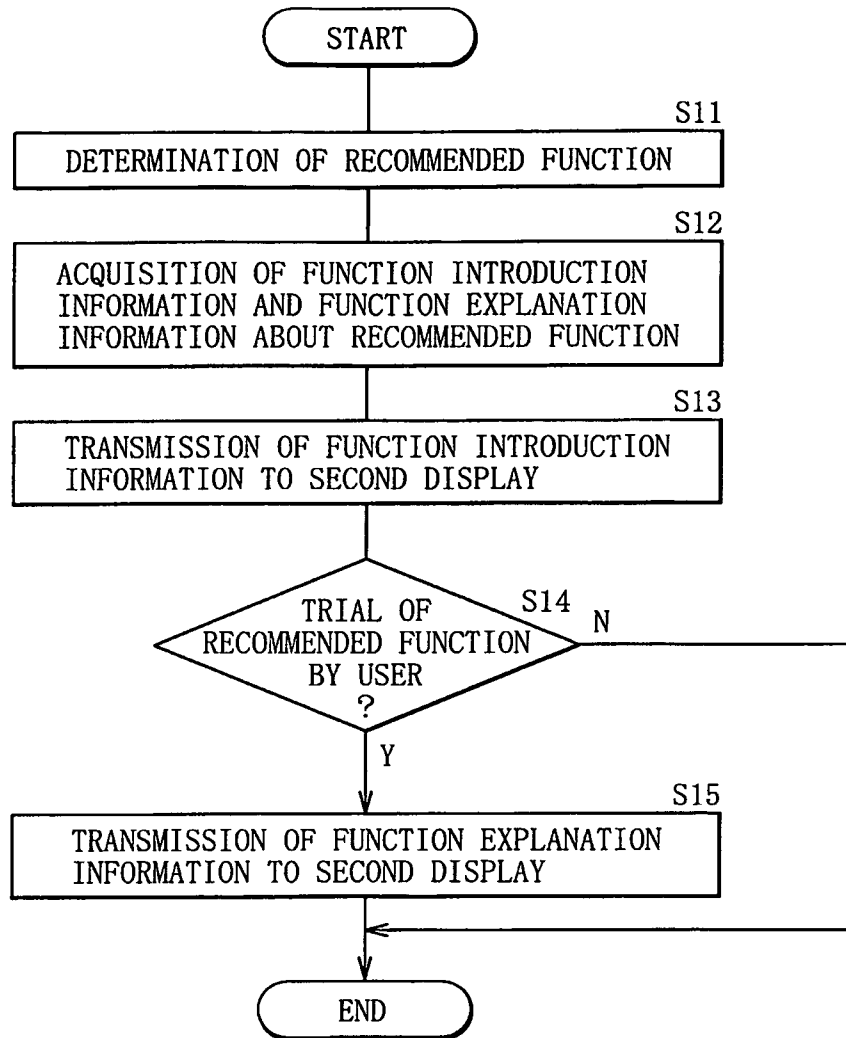 START
S11
DETERMINATION OF RECOMMENDED FUNCTION
S12
ACQUISITION OF FUNCTION INTRODUCTION
INFORMATION AND FUNCTION EXPLANATION
INFORMATION ABOUT RECOMMENDED FUNCTION
S13
TRANSMISSION OF FUNCTION INTRODUCTION
INFORMATION TO SECOND DISPLAY
S14
TRIAL OF
RECOMMENDED FUNCTION
BY USER
?
N
Y
S15
TRANSMISSION OF FUNCTION EXPLANATION
INFORMATION TO SECOND DISPLAY
END